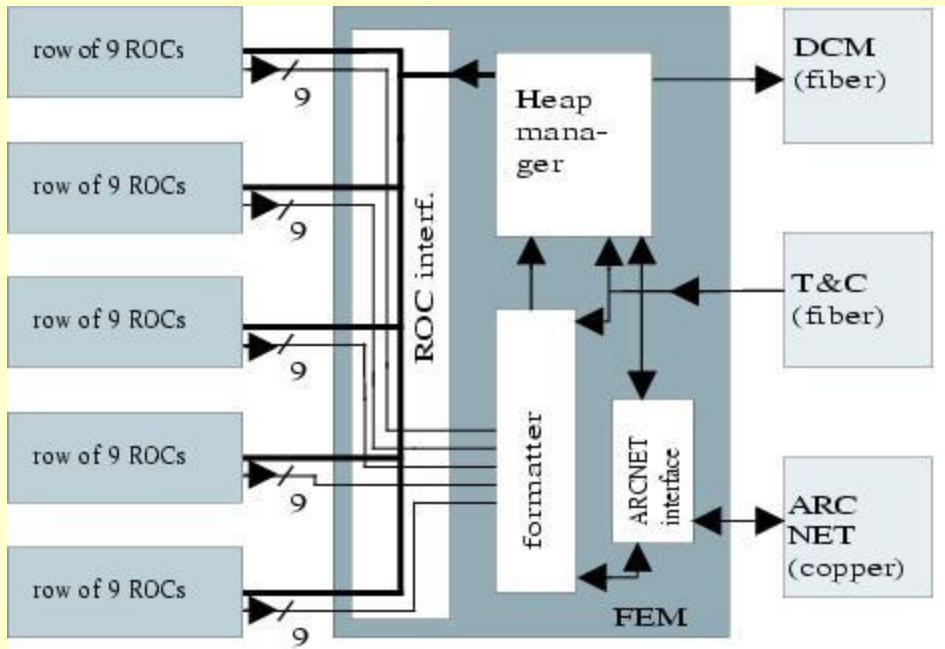 row of 9 ROCs
9
row of 9 ROCs
9
row of 9 ROCs
9
row of 9 ROCs
9
row of 9 ROCs
9
ROC interf.
Heap
mana-
ger
formatter
ARCNET
interface
FEM
DCM
(fiber)
T&C
(fiber)
ARC
NET
(copper)